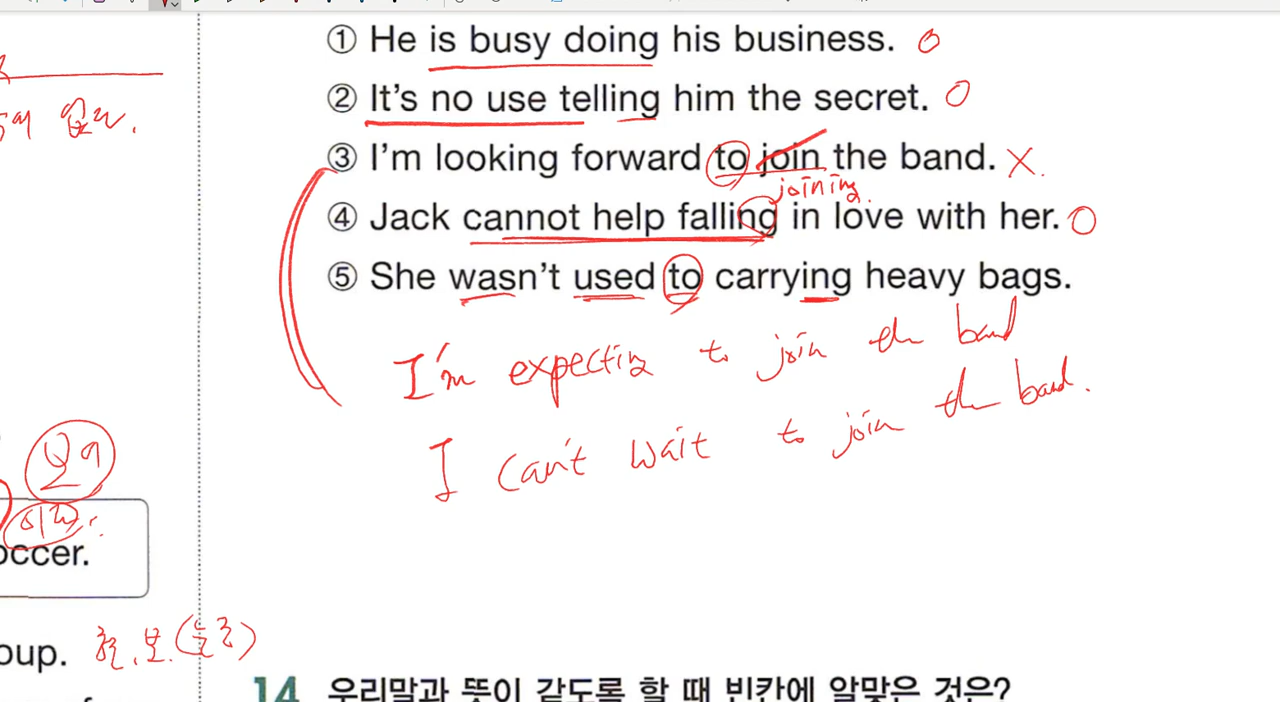 ① He is busy doing his business. O
② It's no use telling him the secret. O
③ I'm looking forward to join the band. X.
joining
④ Jack cannot help falling in love with her. O
⑤ She wasn't used to carrying heavy bags.
I'm expecting to join the band
I can't wait to join the band.
occer.
oup.
14 우리말과 뜻이 같도록 할 때 빈칸에 알맞은 것은?